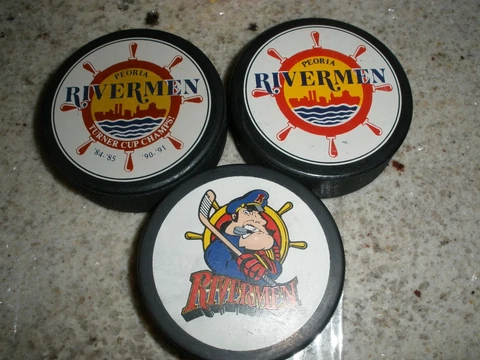 PEORIA
RIVERMEN
TURNER CUP CHAMPS!
'84-'85 '90-'91
PEORIA
RIVERMEN
RIVERMEN